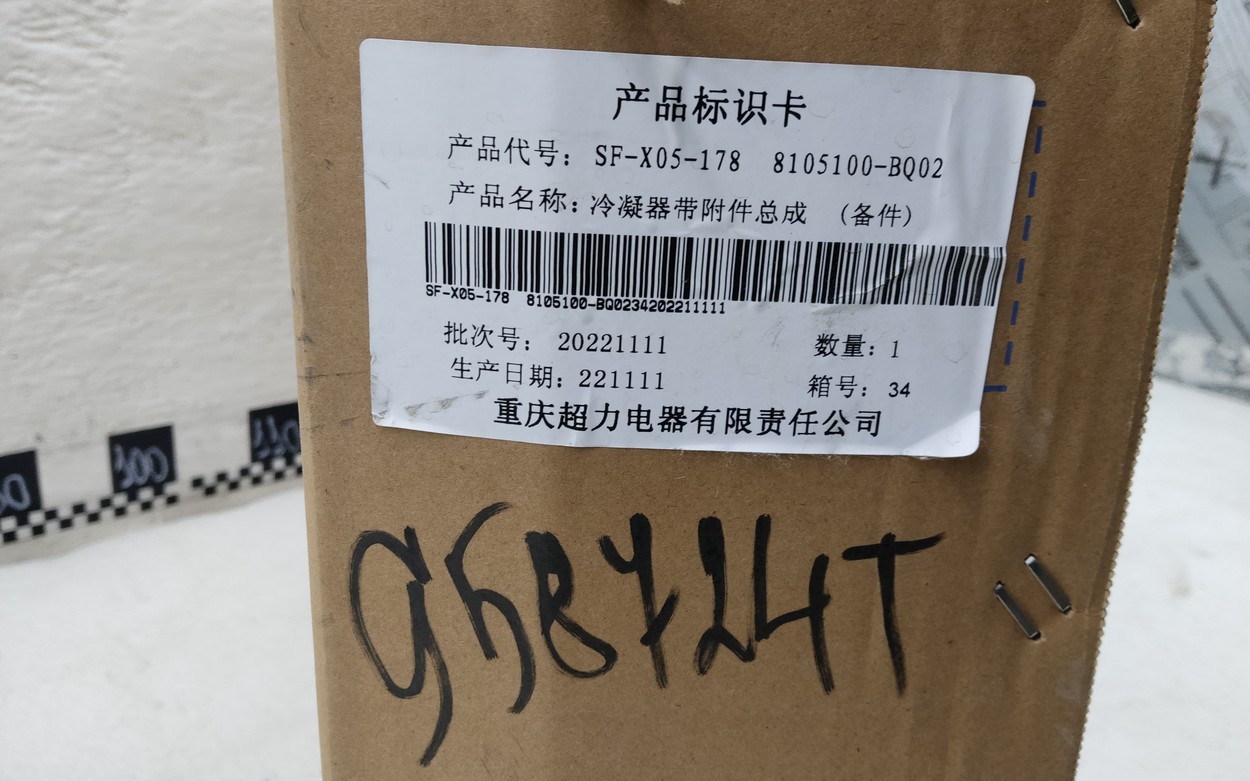 产品标识卡
产品代号: SF-X05-178 8105100-BQ02
产品名称:冷凝器带附件总成 (备件)
SF-X05-178 8105100-BQ0234202211111
批次号: 20221111
数量:1
生产日期:221111
箱号: 34
重庆超力电器有限责任公司
300
958724T